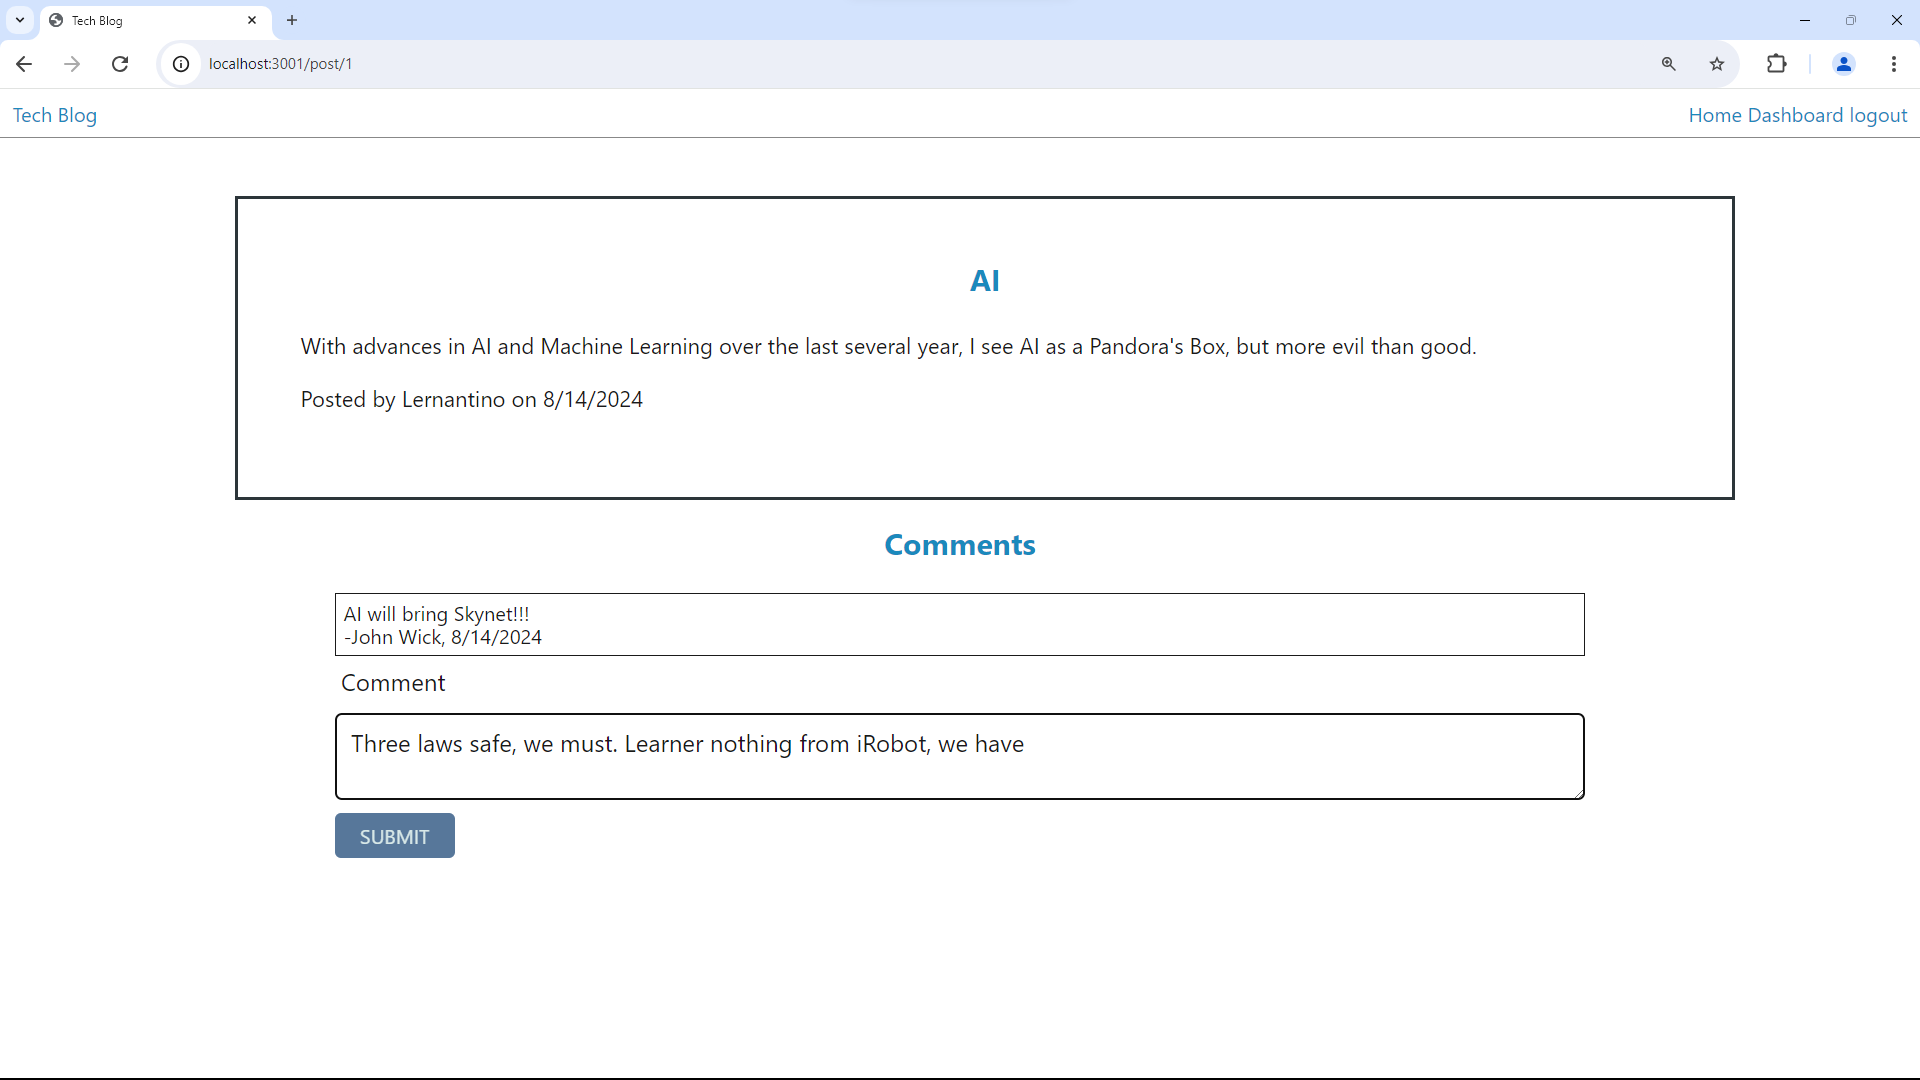 Tech Blog
localhost:3001/post/1
Tech Blog
Home Dashboard logout
AI
With advances in AI and Machine Learning over the last several year, I see AI as a Pandora's Box, but more evil than good.
Posted by Lernantino on 8/14/2024
Comments
AI will bring Skynet!!!
-John Wick, 8/14/2024
Comment
Three laws safe, we must. Learner nothing from iRobot, we have
SUBMIT